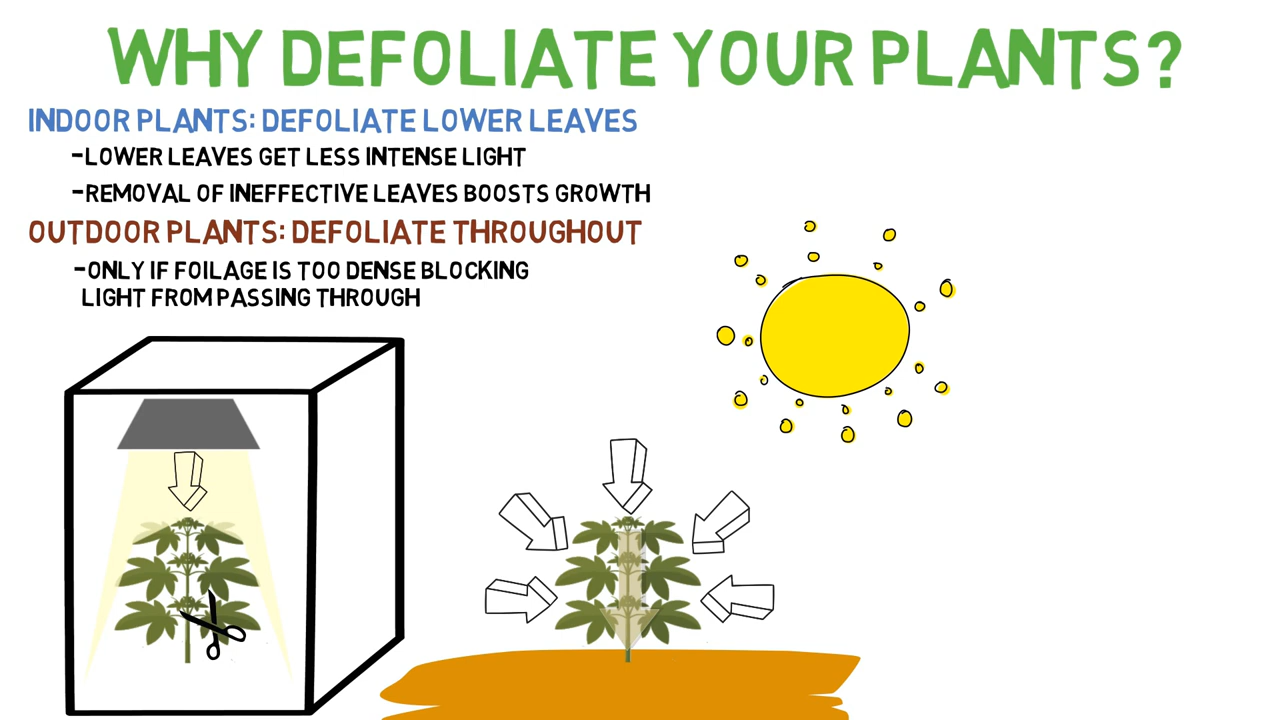 WHY DEFOLIATE YOUR PLANTS?
INDOOR PLANTS: DEFOLIATE LOWER LEAVES
-LOWER LEAVES GET LESS INTENSE LIGHT
-REMOVAL OF INEFFECTIVE LEAVES BOOSTS GROWTH
OUTDOOR PLANTS: DEFOLIATE THROUGHOUT
-ONLY IF FOILAGE IS TOO DENSE BLOCKING
LIGHT FROM PASSING THROUGH